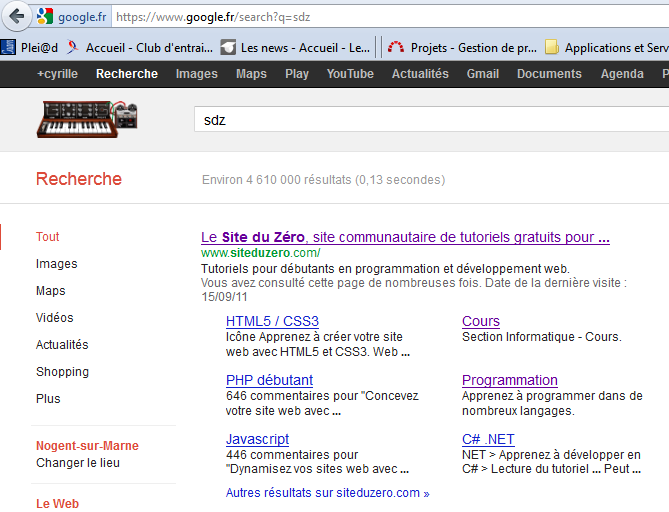 google.fr https://www.google.fr/search?q=sdz
Plei@d Accueil - Club d'entrai... Les news - Accueil - Le... Projets - Gestion de pr... Applications et Serv
+cyrille Recherche Images Maps Play YouTube Actualités Gmail Documents Agenda P
sdz
Recherche Environ 4 610 000 résultats (0,13 secondes)
Tout
Images
Maps
Vidéos
Actualités
Shopping
Plus
Nogent-sur-Marne
Changer le lieu
Le Web
Le Site du Zéro, site communautaire de tutoriels gratuits pour ...
www.siteduzero.com/
Tutoriels pour débutants en programmation et développement web.
Vous avez consulté cette page de nombreuses fois. Date de la dernière visite :
15/09/11
HTML5 / CSS3
Icône Apprenez à créer votre site
web avec HTML5 et CSS3. Web ...
Cours
Section Informatique - Cours.
PHP débutant
646 commentaires pour "Concevez
votre site web avec ...
Programmation
Apprenez à programmer dans de
nombreux langages.
Javascript
446 commentaires pour
"Dynamisez vos sites web avec ...
C# .NET
NET > Apprenez à développer en
C# > Lecture du tutoriel ... Peut ...
Autres résultats sur siteduzero.com »